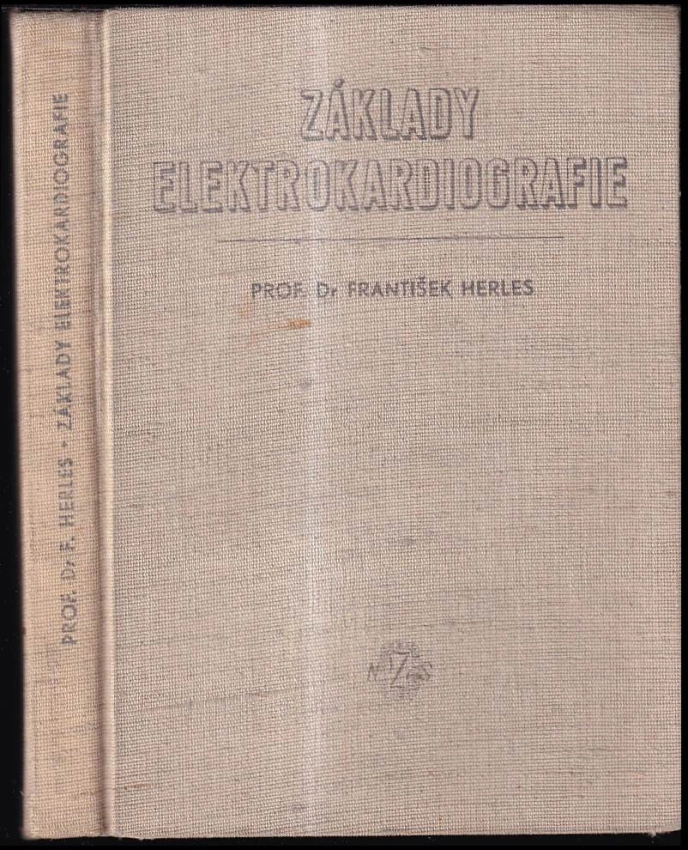 ZÁKLADY
ELEKTROKARDIOGRAFIE
PROF. Dr FRANTIŠEK HERLES
PROF. Dr F. HERLES - ZÁKLADY ELEKTROKARDIOGRAFIE